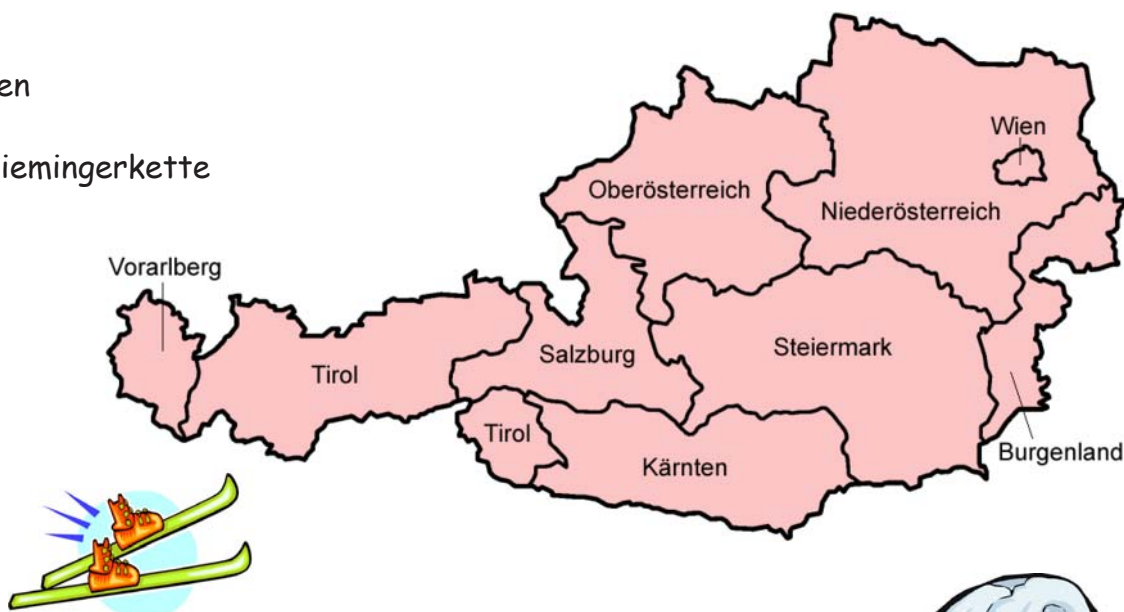 en
iemingerkette
Wien
Oberösterreich
Niederösterreich
Vorarlberg
Steiermark
Salzburg
Tirol
Tirol
Burgenland
Kärnten